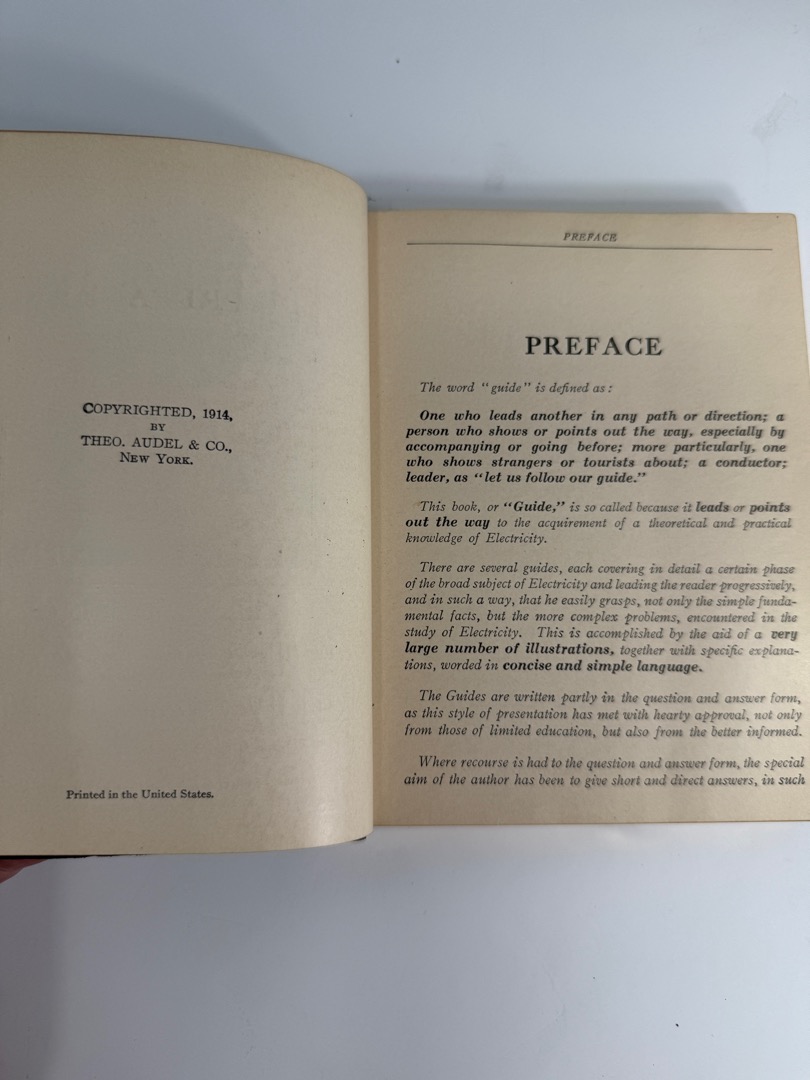 COPYRIGHTED, 1914,
BY
THEO. AUDEL & CO.,
NEW YORK.
Printed in the United States.
PREFACE
PREFACE
The word "guide" is defined as:
One who leads another in any path or direction; a
person who shows or points out the way, especially by
accompanying or going before; more particularly, one
who shows strangers or tourists about; a conductor;
leader, as "let us follow our guide."
This book, or "Guide," is so called because it leads or points
out the way to the acquirement of a theoretical and practical
knowledge of Electricity.
There are several guides, each covering in detail a certain phase
of the broad subject of Electricity and leading the reader progressively,
and in such a way, that he easily grasps, not only the simple funda-
mental facts, but the more complex problems, encountered in the
study of Electricity. This is accomplished by the aid of a very
large number of illustrations, together with specific explana-
tions, worded in concise and simple language.
The Guides are written partly in the question and answer form,
as this style of presentation has met with hearty approval, not only
from those of limited education, but also from the better informed.
Where recourse is had to the question and answer form, the special
aim of the author has been to give short and direct answers, in such